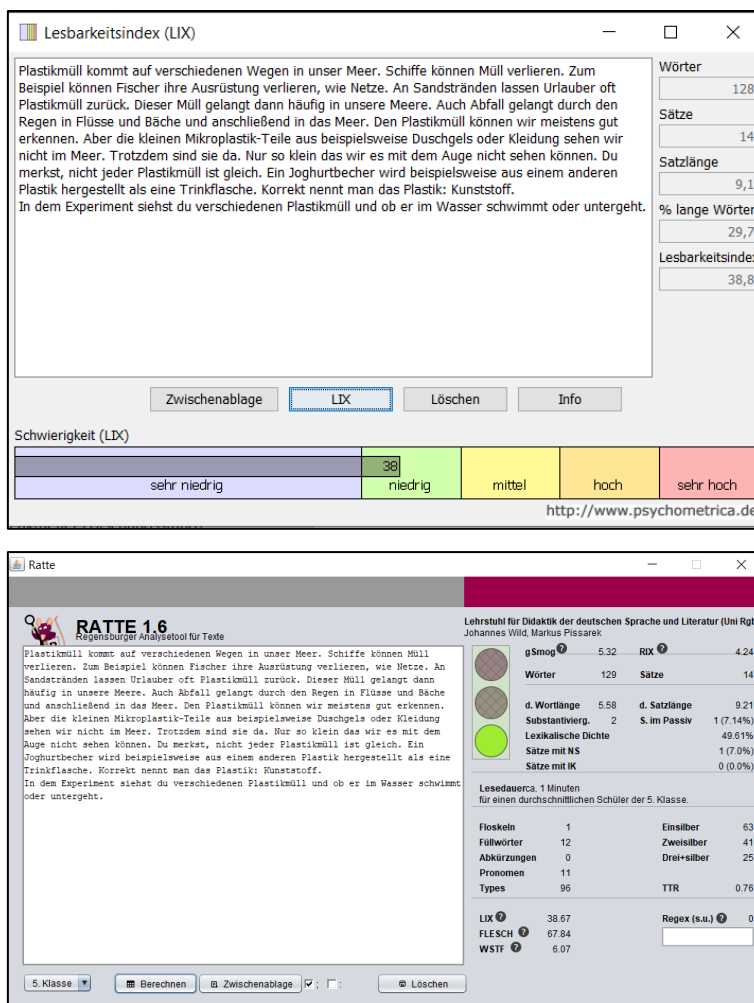 Lesbarkeitsindex (LIX)
Plastikmüll kommt auf verschiedenen Wegen in unser Meer. Schiffe können Müll verlieren. Zum
Beispiel können Fischer ihre Ausrüstung verlieren, wie Netze. An Sandstränden lassen Urlauber oft
Plastikmüll zurück. Dieser Müll gelangt dann häufig in unsere Meere. Auch Abfall gelangt durch den
Regen in Flüsse und Bäche und anschließend in das Meer. Den Plastikmüll können wir meistens gut
erkennen. Aber die kleinen Mikroplastik-Teile aus beispielsweise Duschgels oder Kleidung sehen wir
nicht im Meer. Trotzdem sind sie da. Nur so klein das wir es mit dem Auge nicht sehen können. Du
merkst, nicht jeder Plastikmüll ist gleich. Ein Joghurtbecher wird beispielsweise aus einem anderen
Plastik hergestellt als eine Trinkflasche. Korrekt nennt man das Plastik: Kunststoff.
In dem Experiment siehst du verschiedenen Plastikmüll und ob er im Wasser schwimmt oder untergeht.
Wörter
128
Sätze
14
Satzlänge
9,1
% lange Wörter
29,7
Lesbarkeitsindex
38,8
Zwischenablage LIX Löschen Info
Schwierigkeit (LIX)
38
sehr niedrig niedrig mittel hoch sehr hoch
http://www.psychometrica.de
Ratte
RATTE 1.6
Regensburger Analysetool für Texte
Plastikmüll kommt auf verschiedenen Wegen in unser Meer. Schiffe können Müll
verlieren. Zum Beispiel können Fischer ihre Ausrüstung verlieren, wie Netze. An
Sandstränden lassen Urlauber oft Plastikmüll zurück. Dieser Müll gelangt dann
häufig in unsere Meere. Auch Abfall gelangt durch den Regen in Flüsse und Bäche
und anschließend in das Meer. Den Plastikmüll können wir meistens gut erkennen.
Aber die kleinen Mikroplastik-Teile aus beispielsweise Duschgels oder Kleidung
sehen wir nicht im Meer. Trotzdem sind sie da. Nur so klein das wir es mit dem
Auge nicht sehen können. Du merkst, nicht jeder Plastikmüll ist gleich. Ein
Joghurtbecher wird beispielsweise aus einem anderen Plastik hergestellt als eine
Trinkflasche. Korrekt nennt man das Plastik: Kunststoff.
In dem Experiment siehst du verschiedenen Plastikmüll und ob er im Wasser schwimmt
oder untergeht.
Lehrstuhl für Didaktik der deutschen Sprache und Literatur (Uni Rgb
Johannes Wild, Markus Pissarek
gSmog 5.32 RIX 4.24
Wörter 129 Sätze 14
d. Wortlänge 5.58 d. Satzlänge 9.21
Substantivierg. 2 S. im Passiv 1 (7.14%)
Lexikalische Dichte 49.61%
Sätze mit NS 1 (7.0%)
Sätze mit IK 0 (0.0%)
Lesedauer ca. 1 Minuten
für einen durchschnittlichen Schüler der 5. Klasse.
Floskeln 1 Einsilber 63
Füllwörter 12 Zweisilber 41
Abkürzungen 0 Drei+silber 25
Pronomen 11
Types 96 TTR 0.76
LIX 38.67 Regex (s.u.) 0
FLESCH 67.84
WSTF 6.07
5. Klasse Berechnen Zwischenablage ; : Löschen